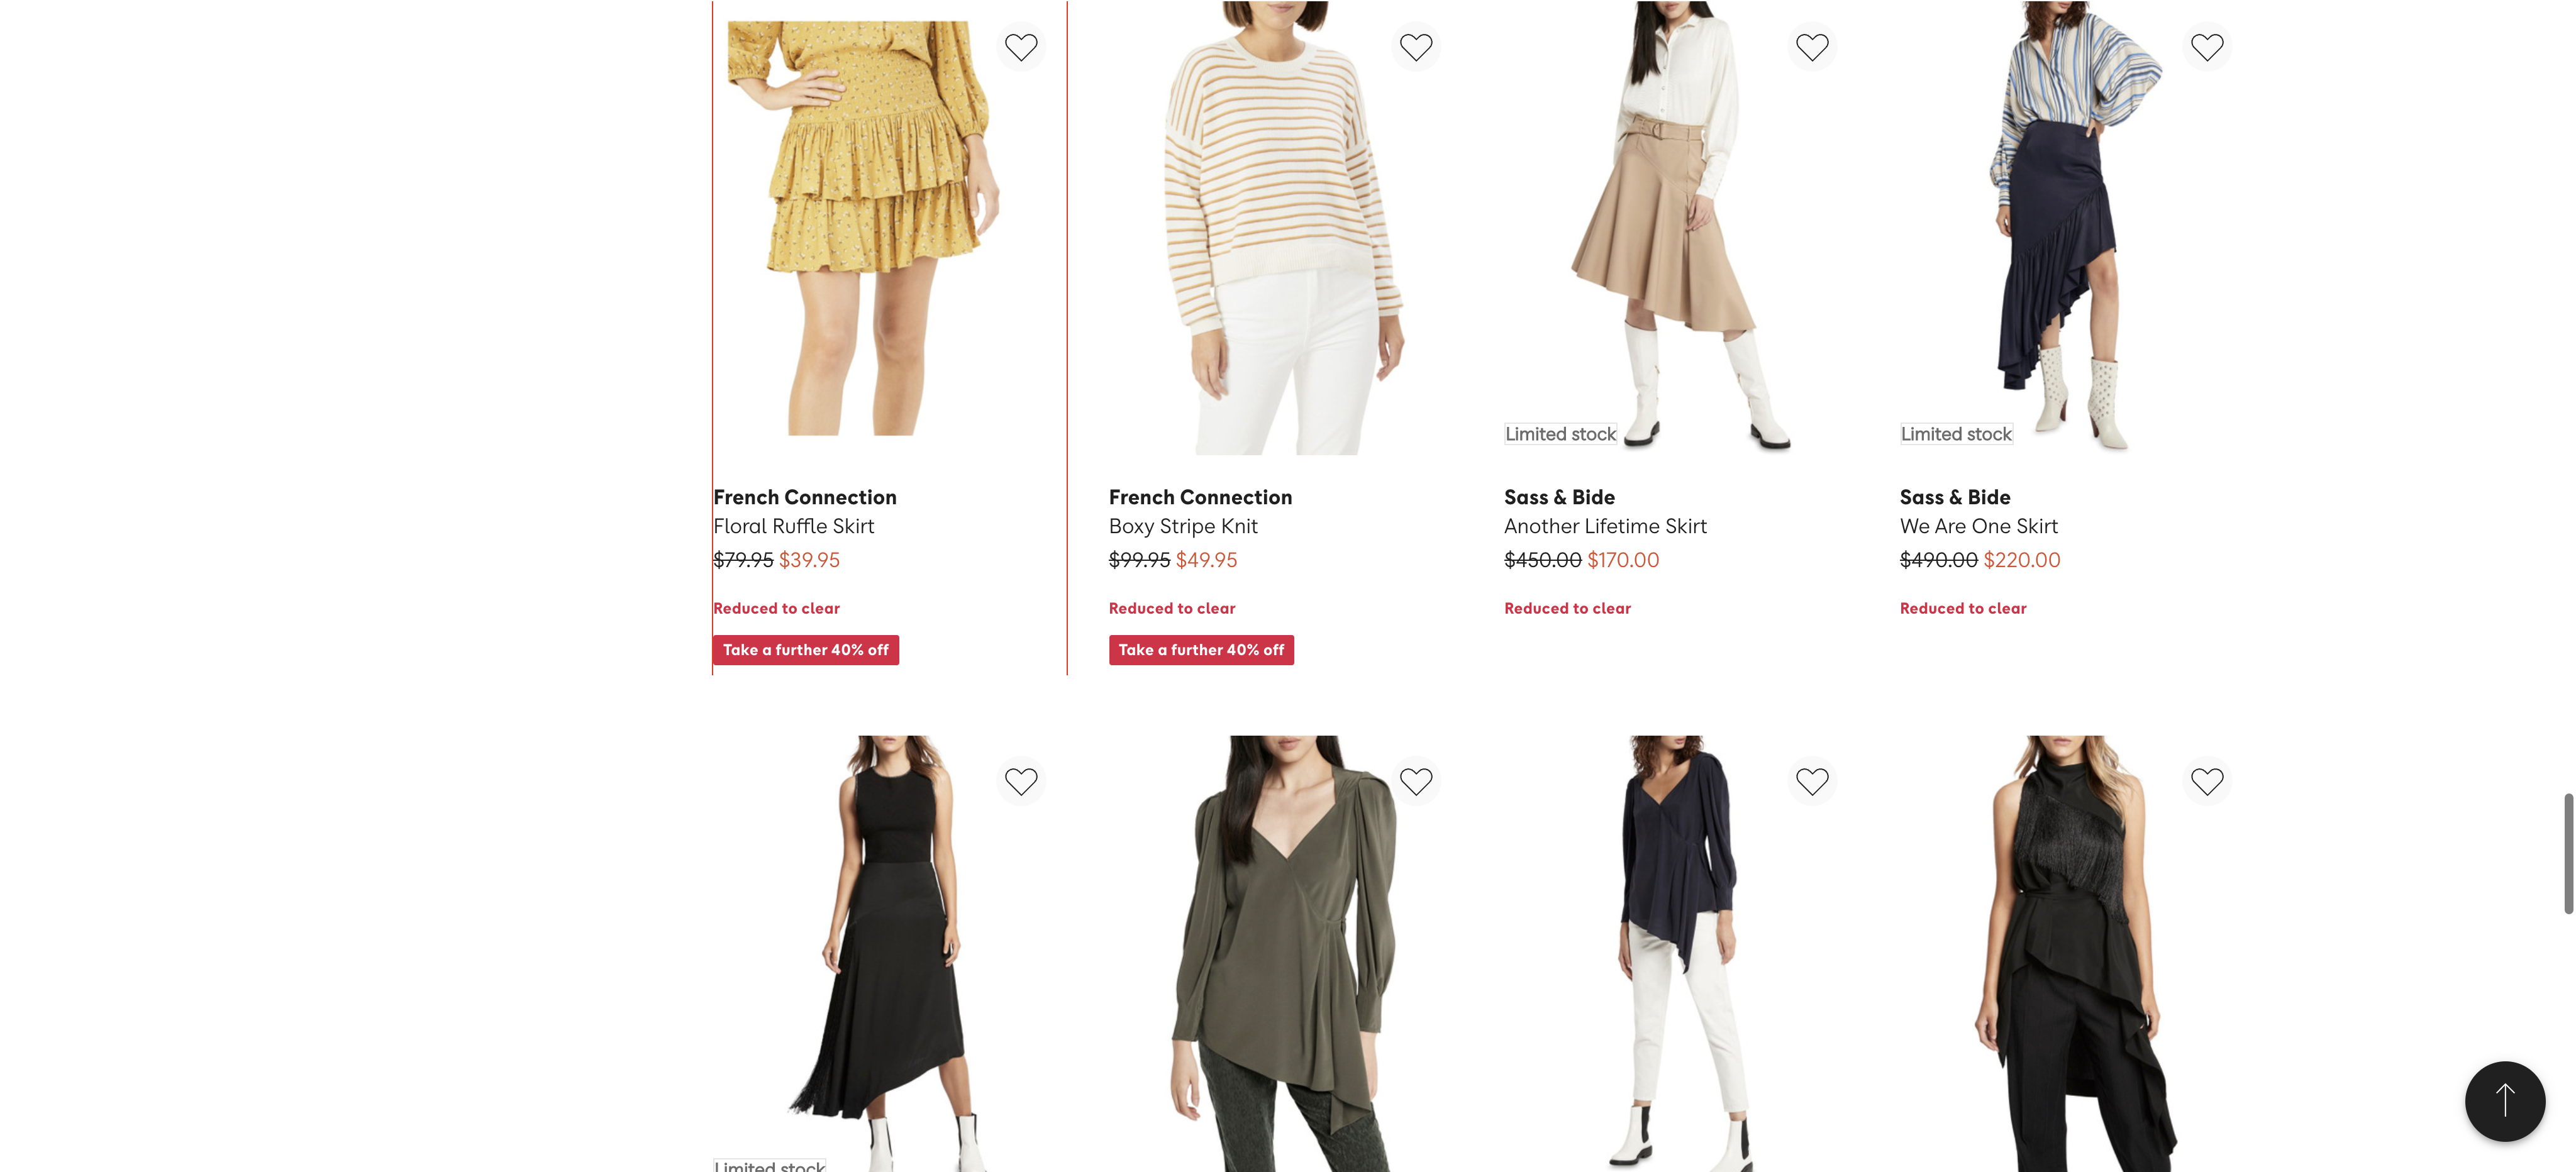 Limited stock
Limited stock
French Connection
Floral Ruffle Skirt
$79.95 $39.95
Reduced to clear
Take a further 40% off
French Connection
Boxy Stripe Knit
$99.95 $49.95
Reduced to clear
Take a further 40% off
Sass & Bide
Another Lifetime Skirt
$450.00 $170.00
Reduced to clear
Sass & Bide
We Are One Skirt
$490.00 $220.00
Reduced to clear
Limited stock